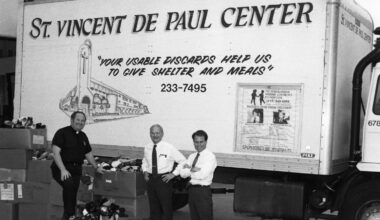 ST. VINCENT DE PAUL CENTER
"YOUR USABLE DISCARDS HELP US
TO GIVE SHELTER AND MEALS"
233-7495